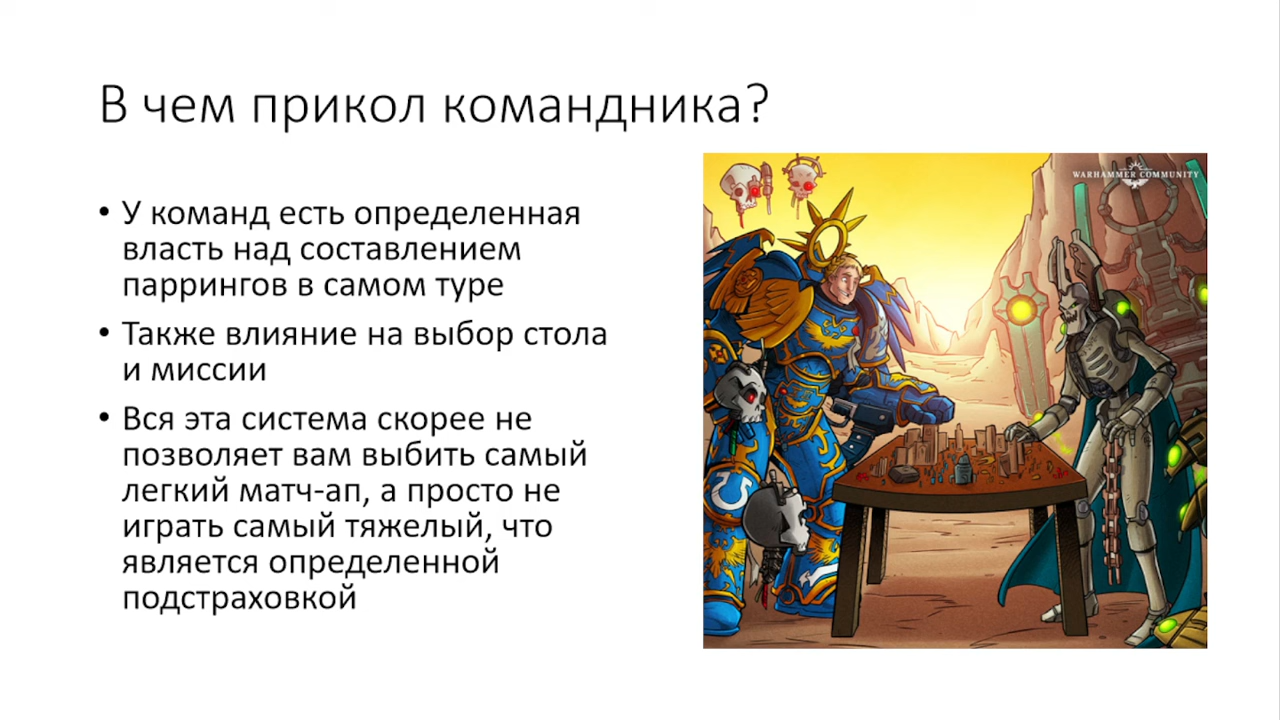 В чем прикол командника?
• У команд есть определенная
власть над составлением
паррингов в самом туре
• Также влияние на выбор стола
и миссии
• Вся эта система скорее не
позволяет вам выбить самый
легкий матч-ап, а просто не
играть самый тяжелый, что
является определенной
подстраховкой
WARHAMMER COMMUNITY